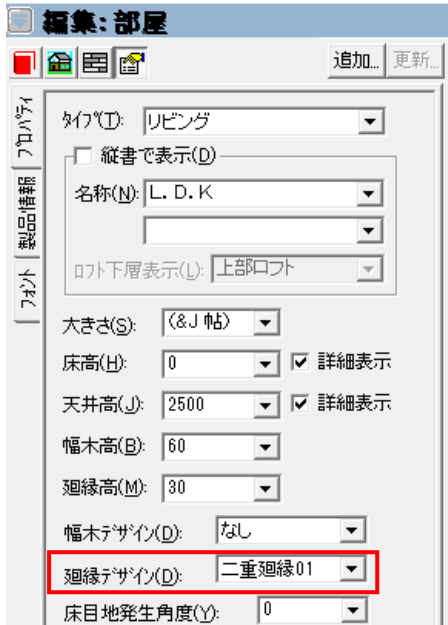 編集: 部屋
追加... 更新...
プロパティ
製品情報
フォント
タイプ(T): リビング
縦書で表示(D)
名称(N): L. D. K
ロフト下層表示(L): 上部ロフト
大きさ(S): (&J 帖)
床高(H): 0 詳細表示
天井高(J): 2500 詳細表示
幅木高(B): 60
廻縁高(M): 30
幅木デザイン(D): なし
廻縁デザイン(D): 二重廻縁01
床目地発生角度(Y): 0